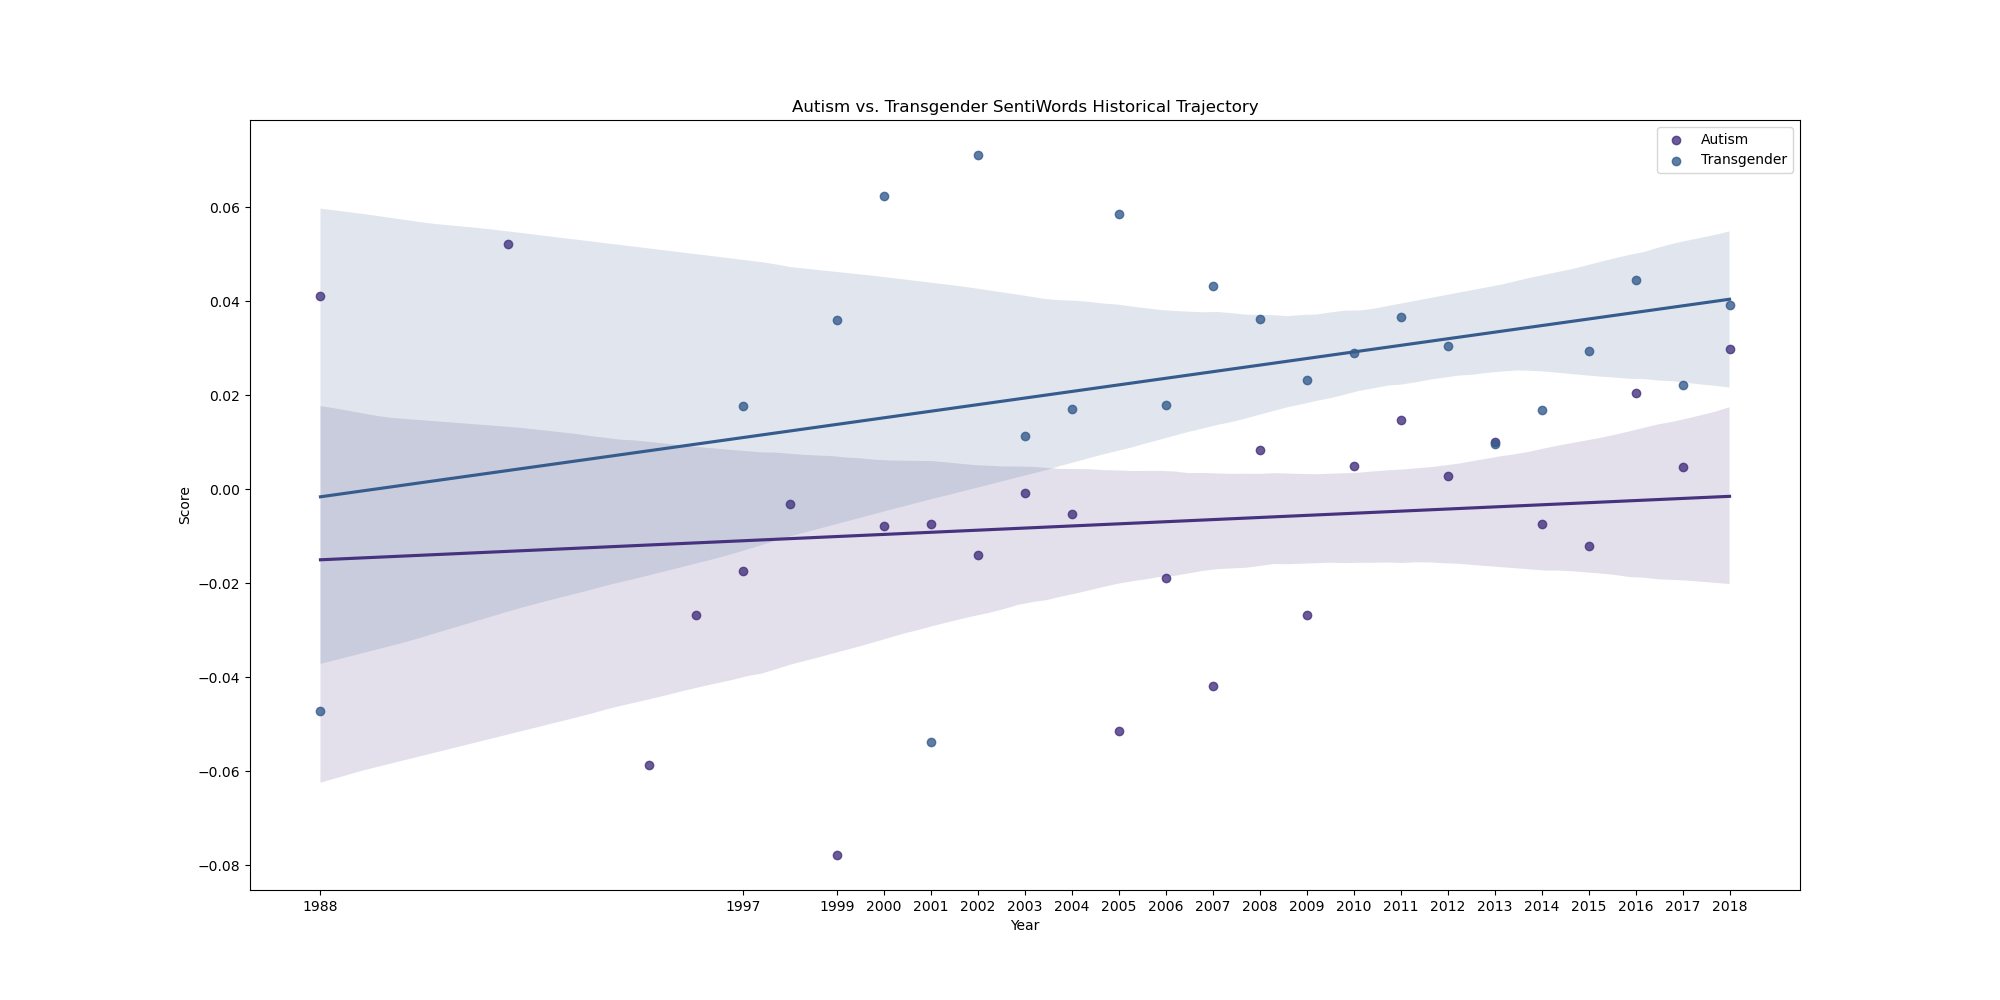 Autism vs. Transgender SentiWords Historical Trajectory
Autism
Transgender
0.06
0.04
0.02
0.00
−0.02
−0.04
−0.06
−0.08
Score
1988 1997 1999 2000 2001 2002 2003 2004 2005 2006 2007 2008 2009 2010 2011 2012 2013 2014 2015 2016 2017 2018
Year